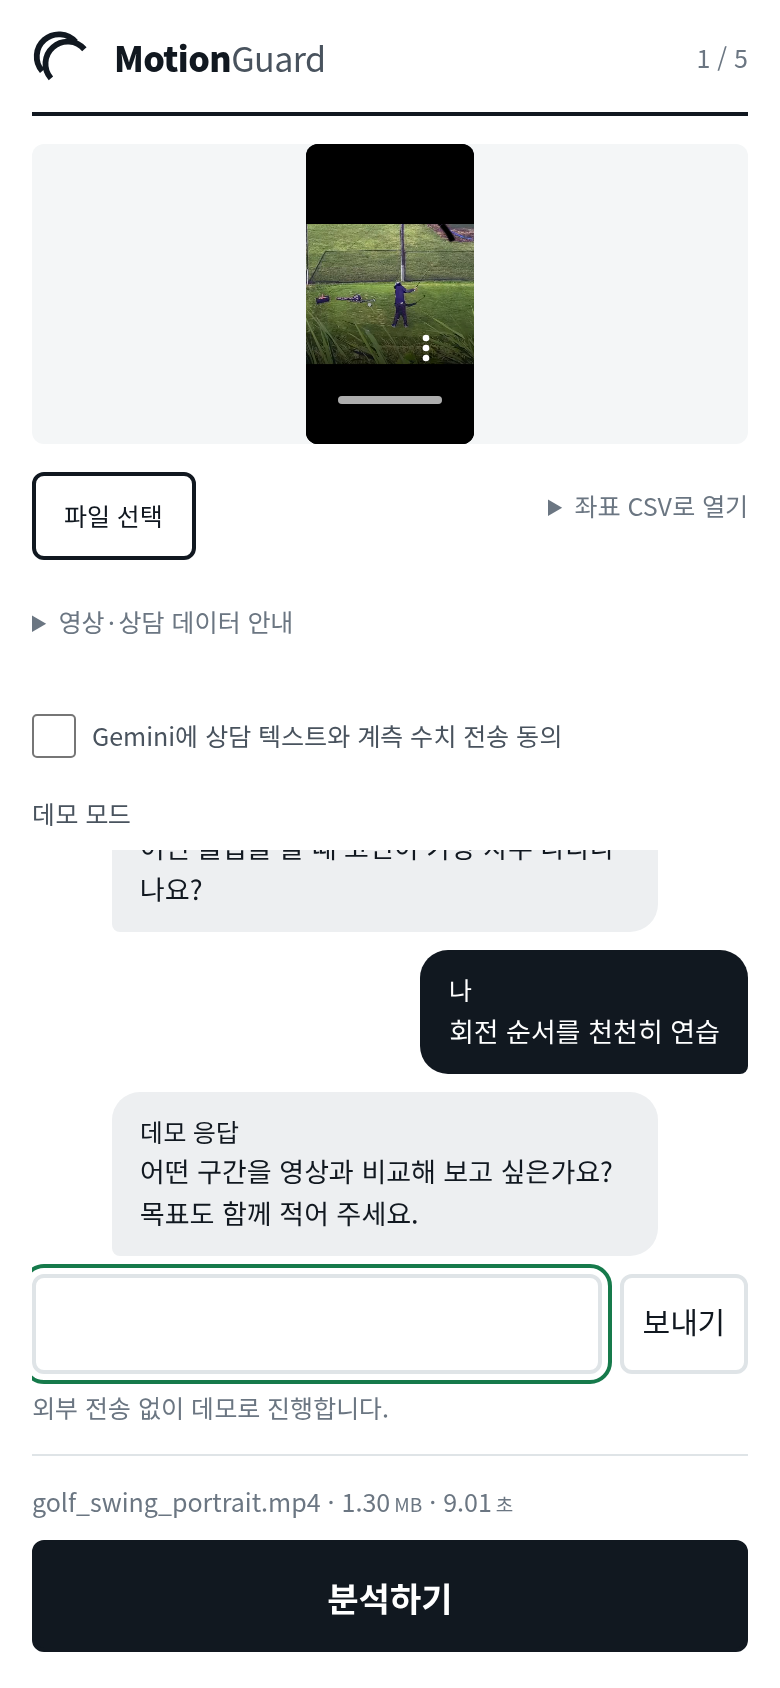 MotionGuard
1 / 5
파일 선택
▶ 좌표 CSV로 열기
▶ 영상·상담 데이터 안내
Gemini에 상담 텍스트와 계측 수치 전송 동의
데모 모드
나요?
나
회전 순서를 천천히 연습
데모 응답
어떤 구간을 영상과 비교해 보고 싶은가요?
목표도 함께 적어 주세요.
보내기
외부 전송 없이 데모로 진행합니다.
golf_swing_portrait.mp4 · 1.30 MB · 9.01 초
분석하기